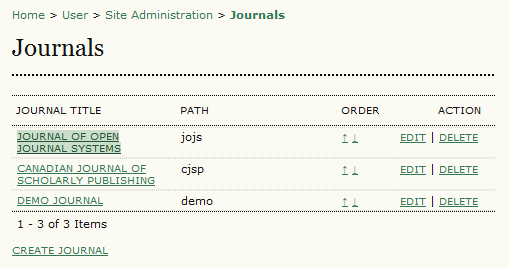 Home > User > Site Administration > Journals
Journals
JOURNAL TITLE PATH ORDER ACTION
JOURNAL OF OPEN JOURNAL SYSTEMS jojs ↑ ↓ EDIT | DELETE
CANADIAN JOURNAL OF SCHOLARLY PUBLISHING cjsp ↑ ↓ EDIT | DELETE
DEMO JOURNAL demo ↑ ↓ EDIT | DELETE
1 - 3 of 3 Items
CREATE JOURNAL